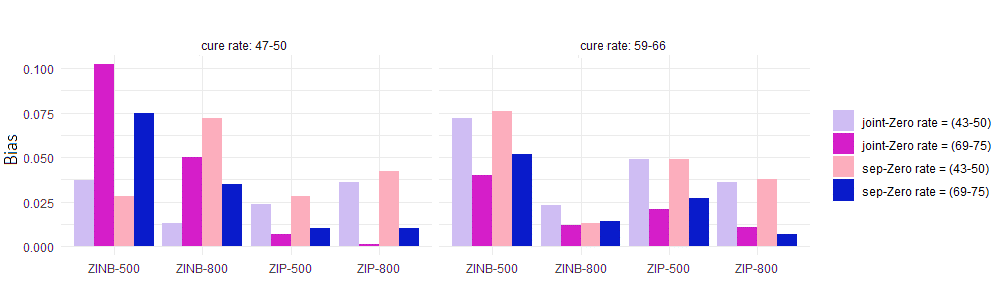 cure rate: 47-50
cure rate: 59-66
Bias
0.100
0.075
0.050
0.025
0.000
ZINB-500 ZINB-800 ZIP-500 ZIP-800
ZINB-500 ZINB-800 ZIP-500 ZIP-800
joint-Zero rate = (43-50)
joint-Zero rate = (69-75)
sep-Zero rate = (43-50)
sep-Zero rate = (69-75)